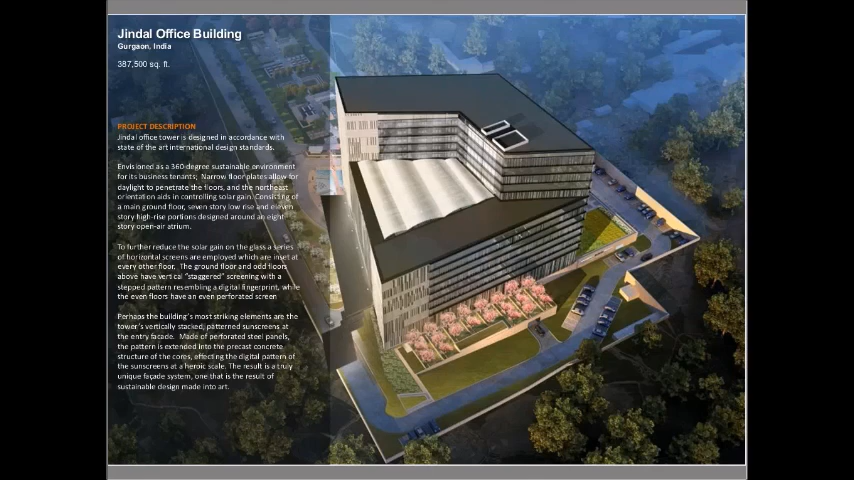 Jindal Office Building
Gurgaon, India
387,500 sq. ft.
PROJECT DESCRIPTION
Jindal office tower is designed in accordance with
state of the art international design standards.
Envisioned as a 360-degree sustainable environment
for its business tenants; Narrow floor plates allow for
daylight to penetrate the floors, and the northeast
orientation aids in controlling solar gain. Consisting of
a main ground floor, seven story low rise and eleven
story high-rise portions designed around an eight
story open-air atrium.
To further reduce the solar gain on the glass a series
of horizontal screens are employed which are inset at
every other floor. The ground floor and odd floors
above have vertical "staggered" screening with a
stepped pattern resembling a digital fingerprint, while
the even floors have an even perforated screen
Perhaps the building's most striking elements are the
tower's vertically stacked, patterned sunscreens at
the entry facade. Made of perforated steel panels,
the pattern is extended into the precast concrete
structure of the cores, effecting the digital pattern of
the sunscreens at a heroic scale. The result is a truly
unique façade system, one that is the result of
sustainable design made into art.